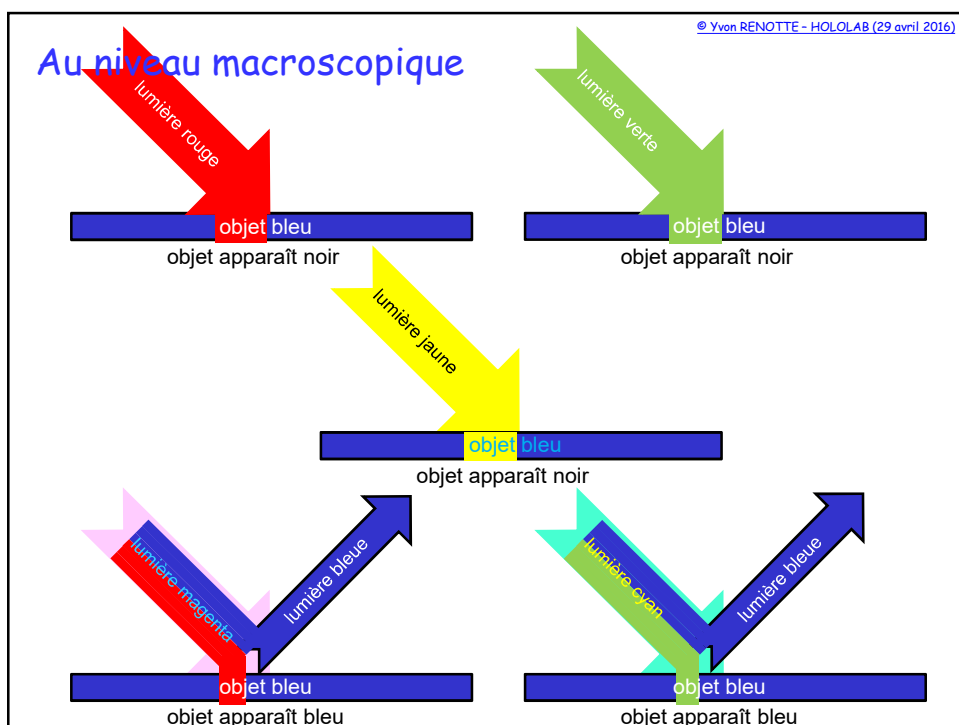 © Yvon RENOTTE – HOLOLAB (29 avril 2016)
Au niveau macroscopique
lumière rouge
objet bleu
objet apparaît noir
lumière verte
objet bleu
objet apparaît noir
lumière jaune
objet bleu
objet apparaît noir
lumière magenta
lumière bleue
objet bleu
objet apparaît bleu
lumière cyan
lumière bleue
objet bleu
objet apparaît bleu